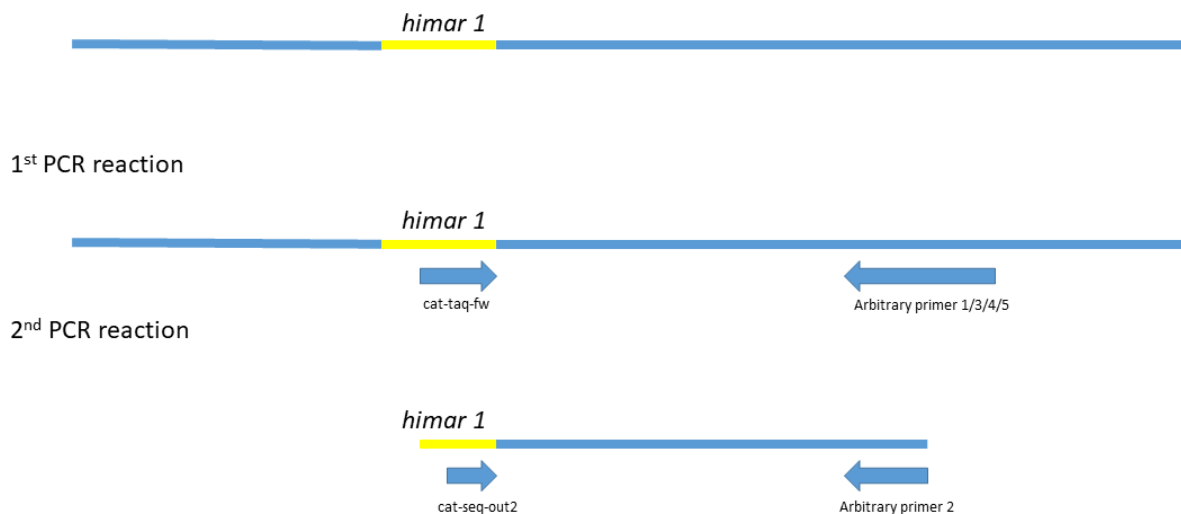 himar 1
1st PCR reaction
himar 1
cat-taq-fw
Arbitrary primer 1/3/4/5
2nd PCR reaction
himar 1
cat-seq-out2
Arbitrary primer 2